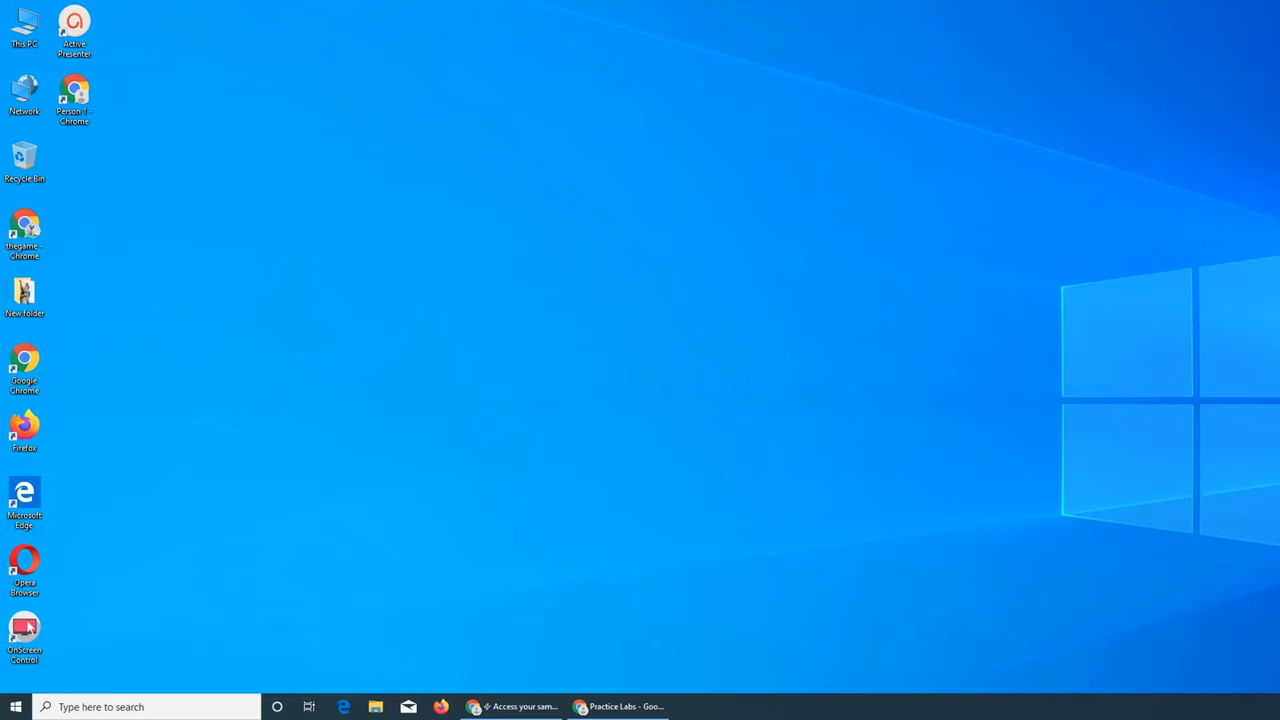 This PC
Active
Presenter
Network
Person 1 -
Chrome
Recycle Bin
thegame -
Chrome
New folder
Google
Chrome
Firefox
Microsoft
Edge
Opera
Browser
OnScreen
Control
Type here to search
Access your sam...
Practice Labs - Goo...